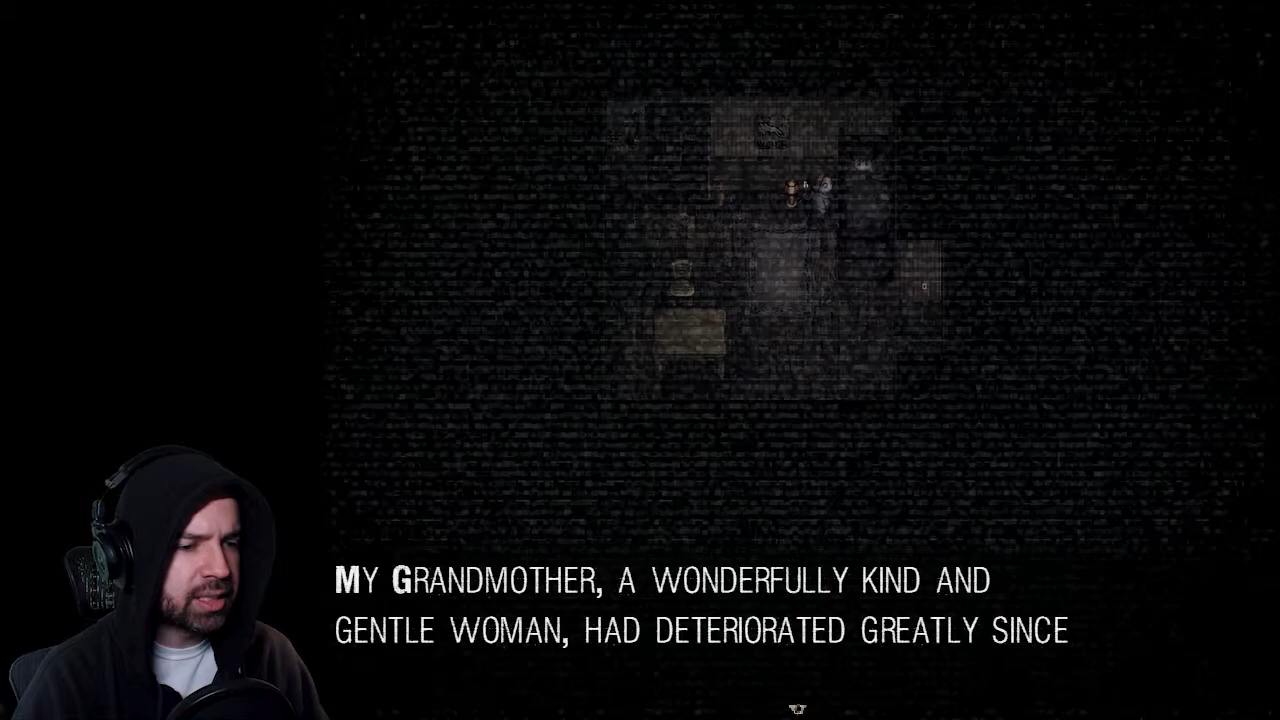 My Grandmother, a wonderfully kind and
gentle woman, had deteriorated greatly since